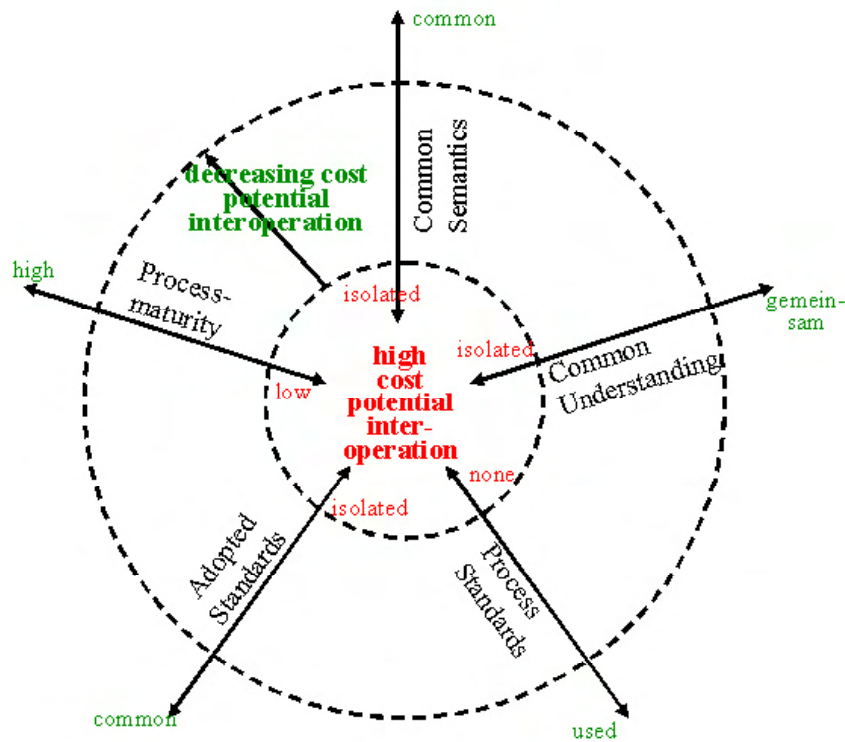 common
Common
Semantics
decreasing cost
potential
interoperation
high
Process-
maturity
isolated
gemein-
sam
isolated
Common
Understanding
high
cost
potential
inter-
operation
low
none
isolated
Adopted
Standards
Process
Standards
common
used